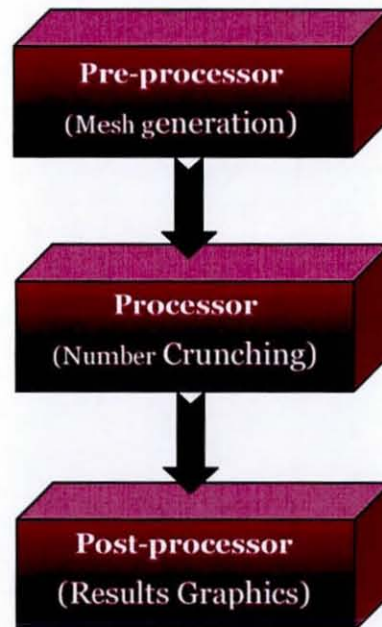 Pre-processor
(Mesh generation)
Processor
(Number Crunching)
Post-processor
(Results Graphics)